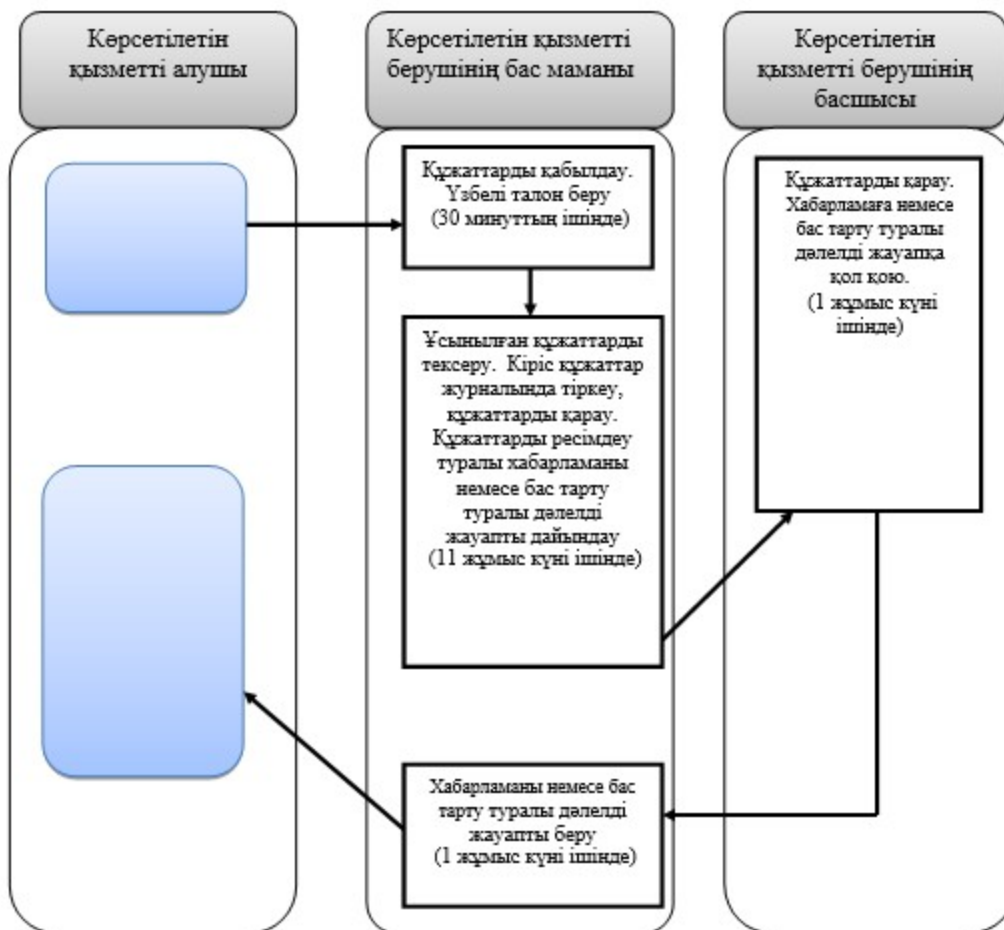 Көрсетілетін
қызметті алушы
Көрсетілетін қызметті
берушінің бас маманы
Көрсетілетін
қызметті берушінің
басшысы
Құжаттарды қабылдау.
Үзбелі талон беру
(30 минуттың ішінде)
Ұсынылған құжаттарды
тексеру. Кіріс құжаттар
журналында тіркеу,
құжаттарды қарау.
Құжаттарды ресімдеу
туралы хабарламаны
немесе бас тарту
туралы дәлелді
жауапты дайындау
(11 жұмыс күні ішінде)
Құжаттарды қарау.
Хабарламаға немесе
бас тарту туралы
дәлелді жауапқа
қол қою.
(1 жұмыс күні
ішінде)
Хабарламаны немесе бас
тарту туралы дәлелді
жауапты беру
(1 жұмыс күні ішінде)